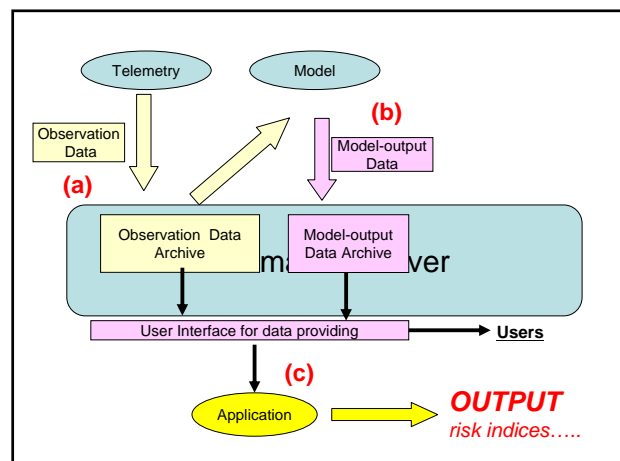 Telemetry
Model
(b)
Observation
Data
Model-output
Data
(a)
Observation Data
Archive
Model-output
Data Archive
User Interface for data providing
Users
(c)
Application
OUTPUT
risk indices…..